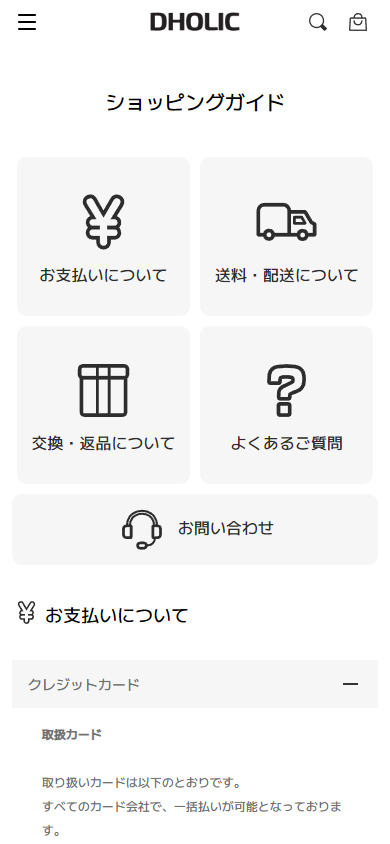 DHOLIC
ショッピングガイド
お支払いについて
送料・配送について
交換・返品について
よくあるご質問
お問い合わせ
お支払いについて
クレジットカード
取扱カード
取り扱いカードは以下のとおりです。
すべてのカード会社で、一括払いが可能となっておりま
す。